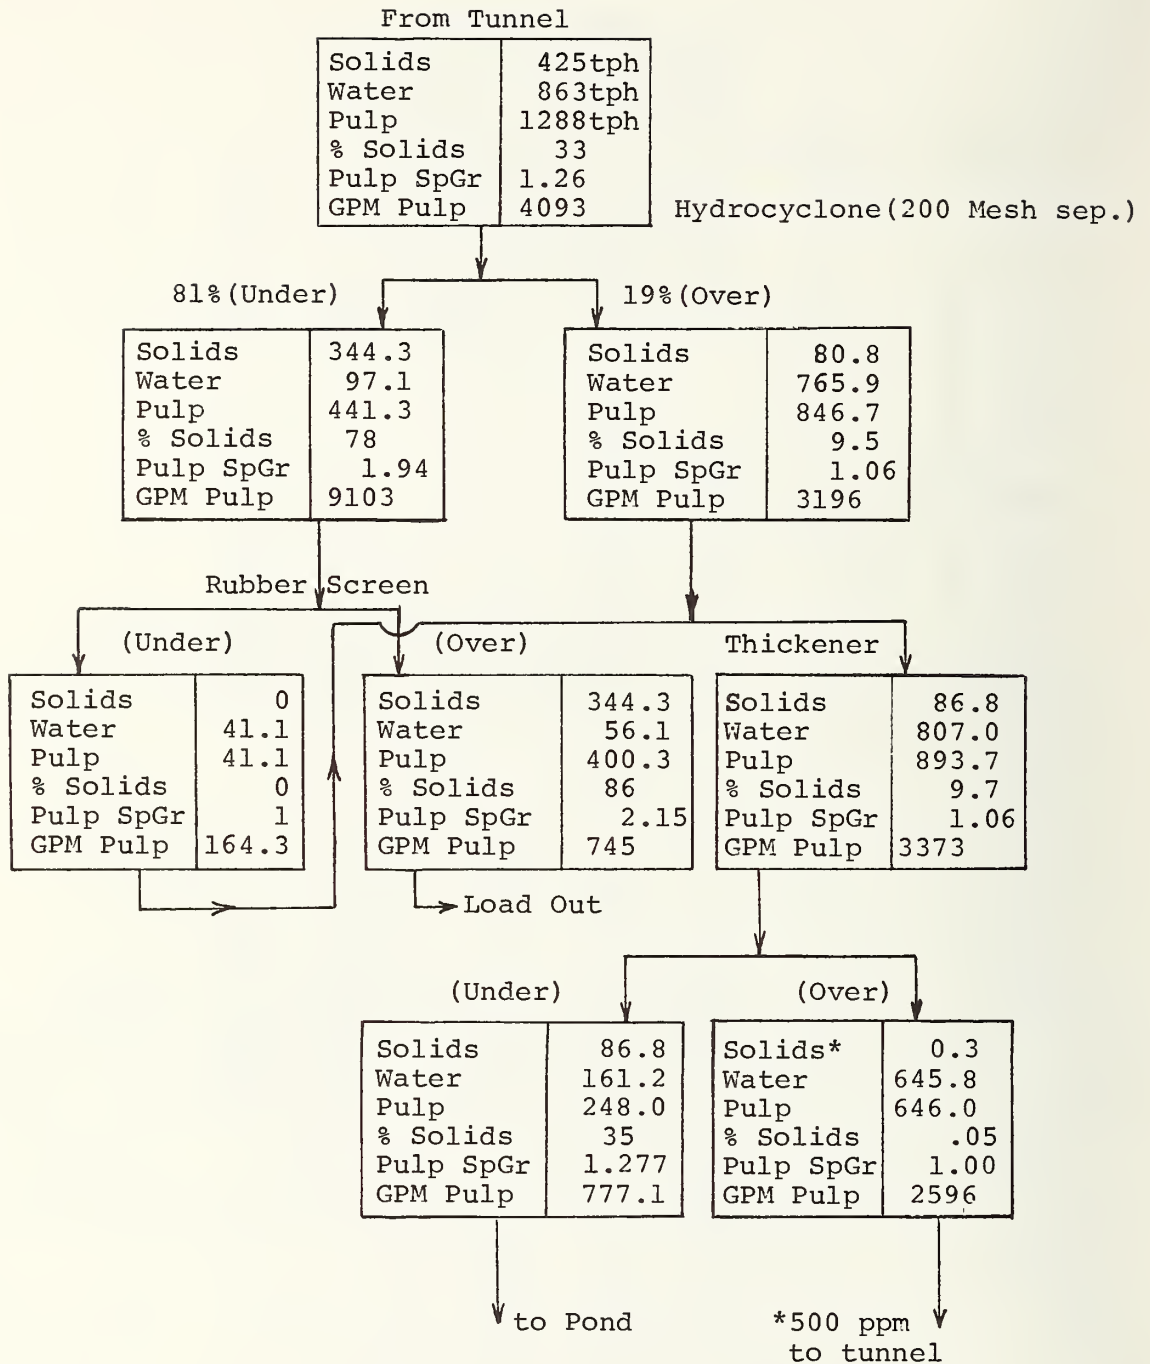 From Tunnel
Solids 425tph
Water 863tph
Pulp 1288tph
% Solids 33
Pulp SpGr 1.26
GPM Pulp 4093
Hydrocyclone(200 Mesh sep.)
81%(Under)
Solids 344.3
Water 97.1
Pulp 441.3
% Solids 78
Pulp SpGr 1.94
GPM Pulp 9103
19%(Over)
Solids 80.8
Water 765.9
Pulp 846.7
% Solids 9.5
Pulp SpGr 1.06
GPM Pulp 3196
Rubber Screen
(Under)
Solids 0
Water 41.1
Pulp 41.1
% Solids 0
Pulp SpGr 1
GPM Pulp 164.3
(Over)
Solids 344.3
Water 56.1
Pulp 400.3
% Solids 86
Pulp SpGr 2.15
GPM Pulp 745
Load Out
Thickener
Solids 86.8
Water 807.0
Pulp 893.7
% Solids 9.7
Pulp SpGr 1.06
GPM Pulp 3373
(Under)
Solids 86.8
Water 161.2
Pulp 248.0
% Solids 35
Pulp SpGr 1.277
GPM Pulp 777.1
to Pond
(Over)
Solids* 0.3
Water 645.8
Pulp 646.0
% Solids .05
Pulp SpGr 1.00
GPM Pulp 2596
*500 ppm
to tunnel